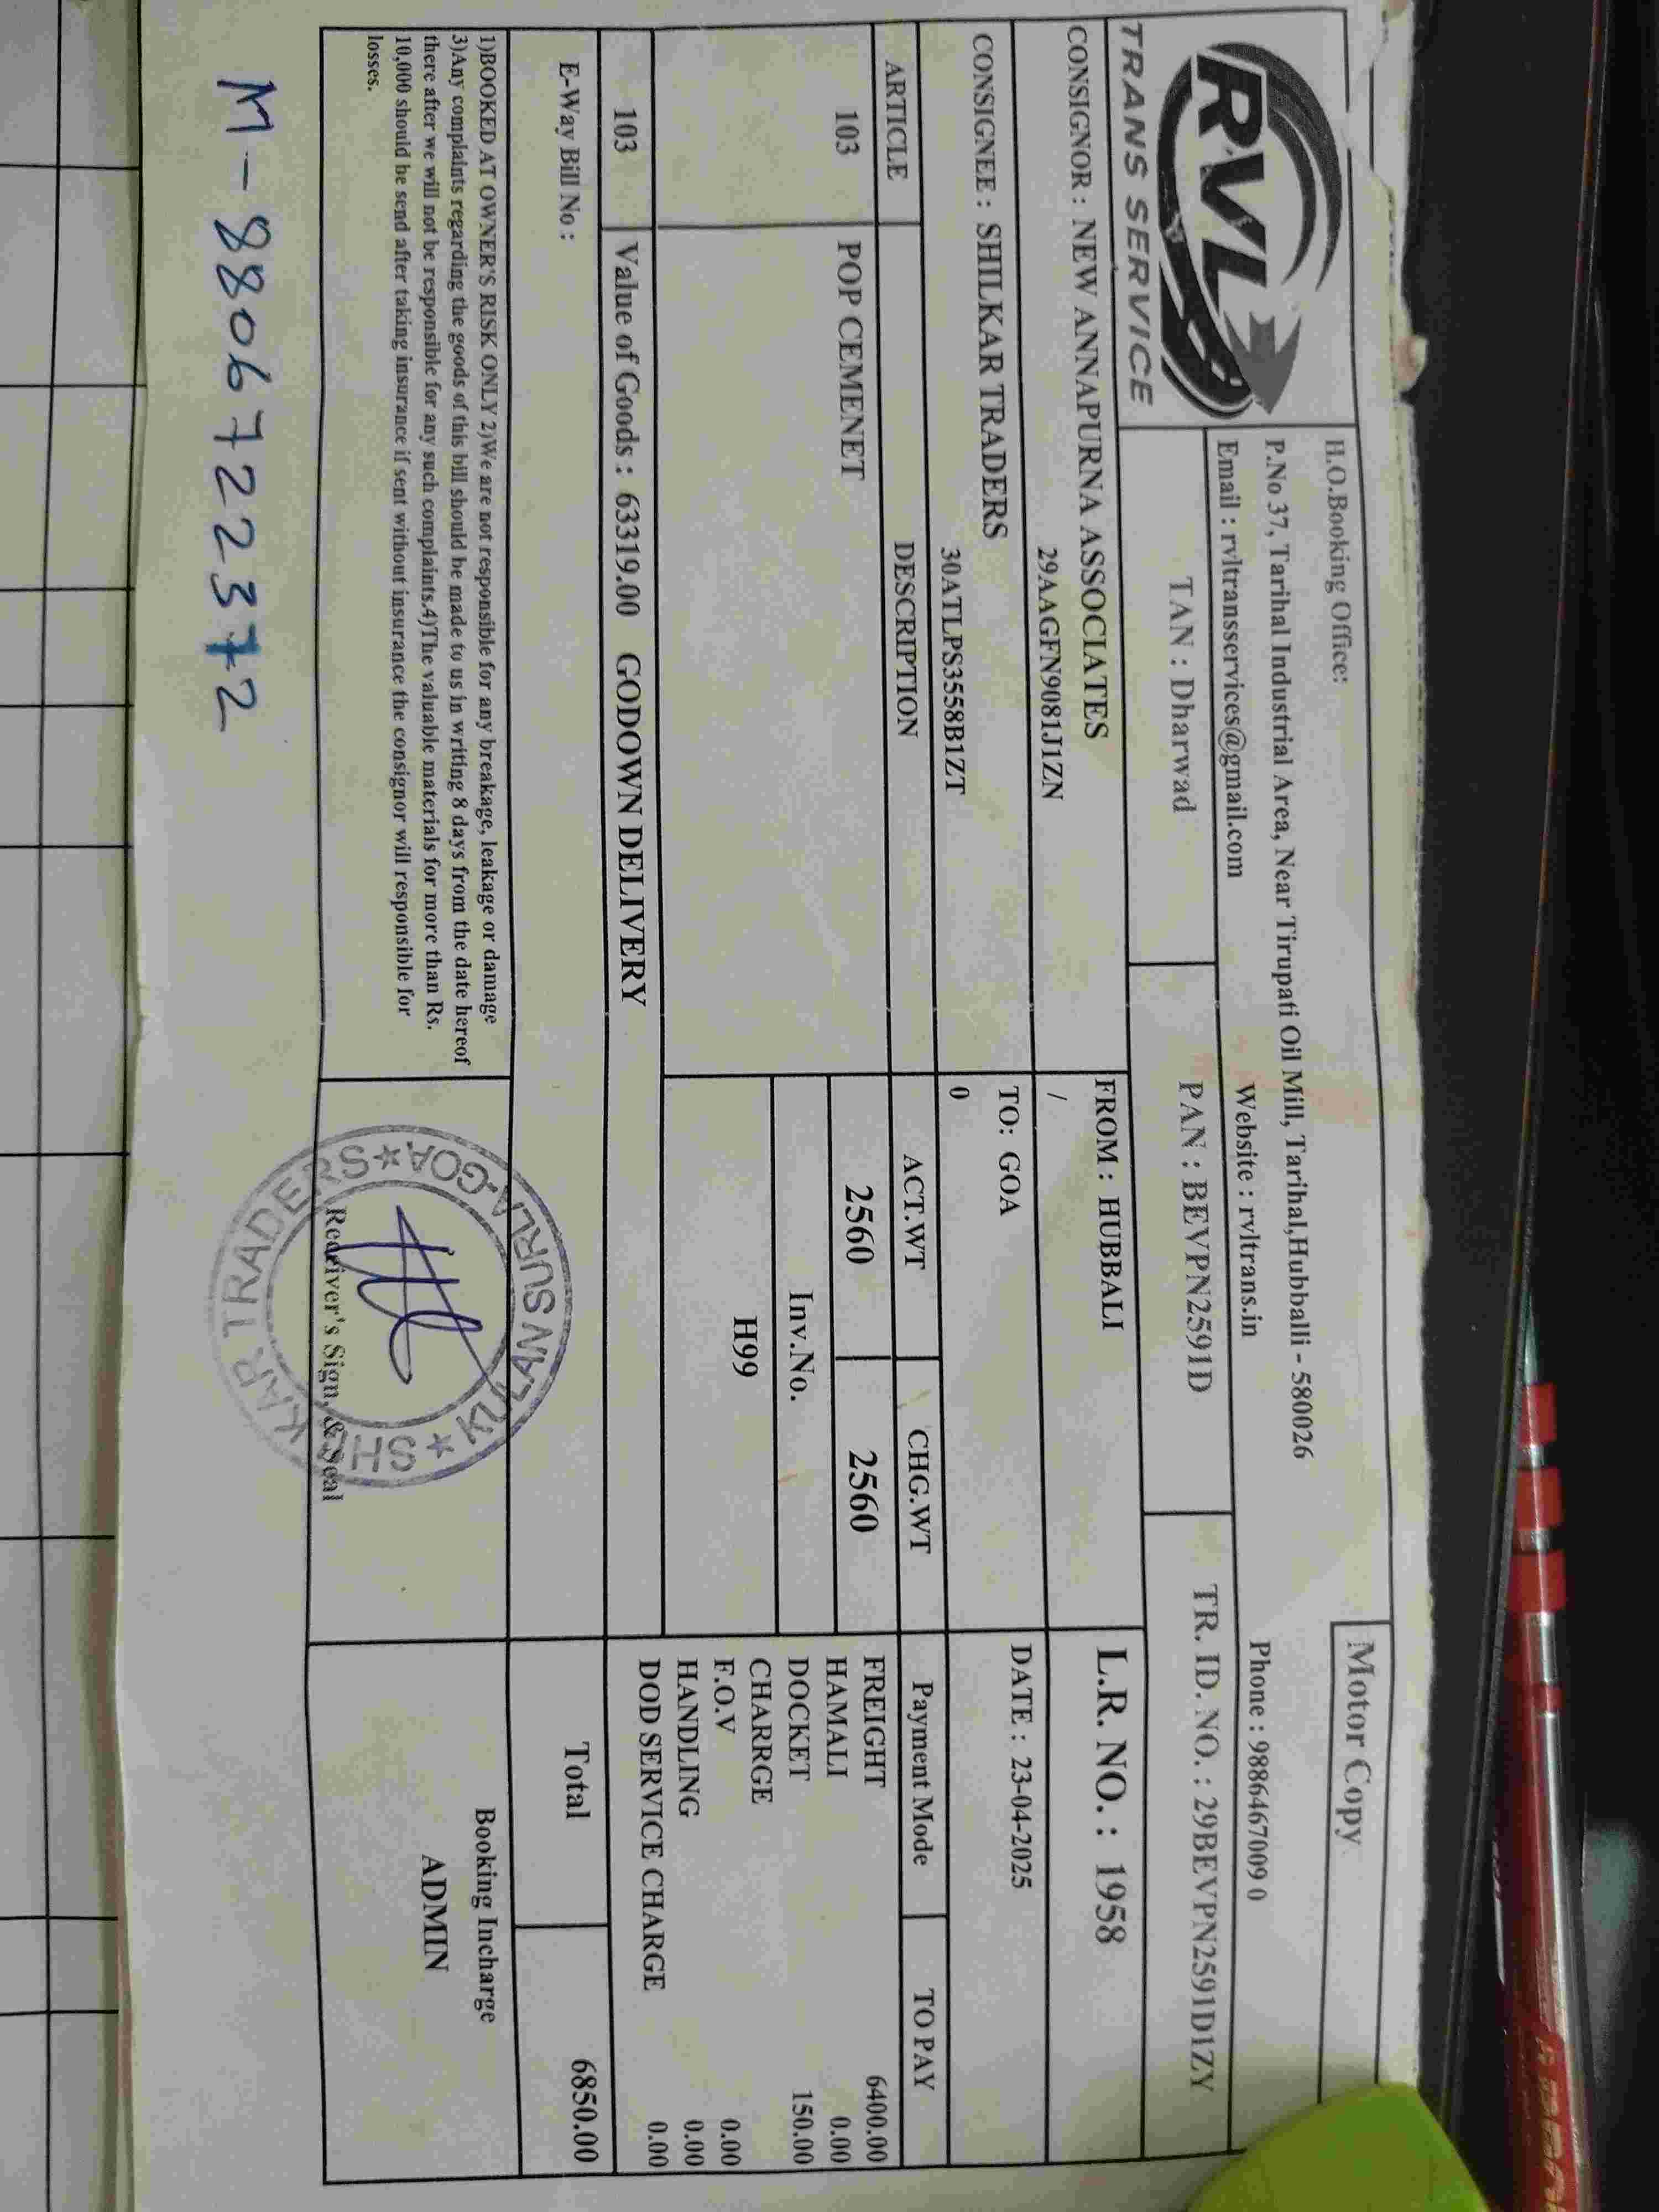 Motor Copy
RVL
TRANS SERVICE
H.O.Booking Office:
P.No 37, Tarihal Industrial Area, Near Tirupati Oil Mill, Tarihal,Hubballi - 580026
Email : rvltransservices@gmail.com Website : rvltrans.in Phone : 9886467009 0
TAN : Dharwad PAN : BEVPN2591D TR. ID. NO. : 29BEVPN2591D1ZY
CONSIGNOR : NEW ANNAPURNA ASSOCIATES FROM : HUBBALI L.R. NO. : 1958
29AAGFN9081J1ZN /
CONSIGNEE : SHILKAR TRADERS TO: GOA DATE : 23-04-2025
30ATLPS3558B1ZT 0
ARTICLE DESCRIPTION ACT.WT CHG.WT Payment Mode TO PAY
103 POP CEMENET 2560 2560 FREIGHT 6400.00
HAMALI 0.00
Inv.No. DOCKET 150.00
CHARRGE
H99 F.O.V 0.00
HANDLING 0.00
103 Value of Goods : 63319.00 GODOWN DELIVERY DOD SERVICE CHARGE 0.00
E-Way Bill No : Total 6850.00
1)BOOKED AT OWNER'S RISK ONLY 2)We are not responsible for any breakage, leakage or damage
3)Any complaints regarding the goods of this bill should be made to us in writing 8 days from the date hereof
there after we will not be responsible for any such complaints.4)The valuable materials for more than Rs.
10,000 should be send after taking insurance if sent without insurance the consignor will responsible for
losses.
Receiver's Sign, & Seal
Booking Incharge
ADMIN
KAR TRADERS
SURLA-GOA
M - 8806722372